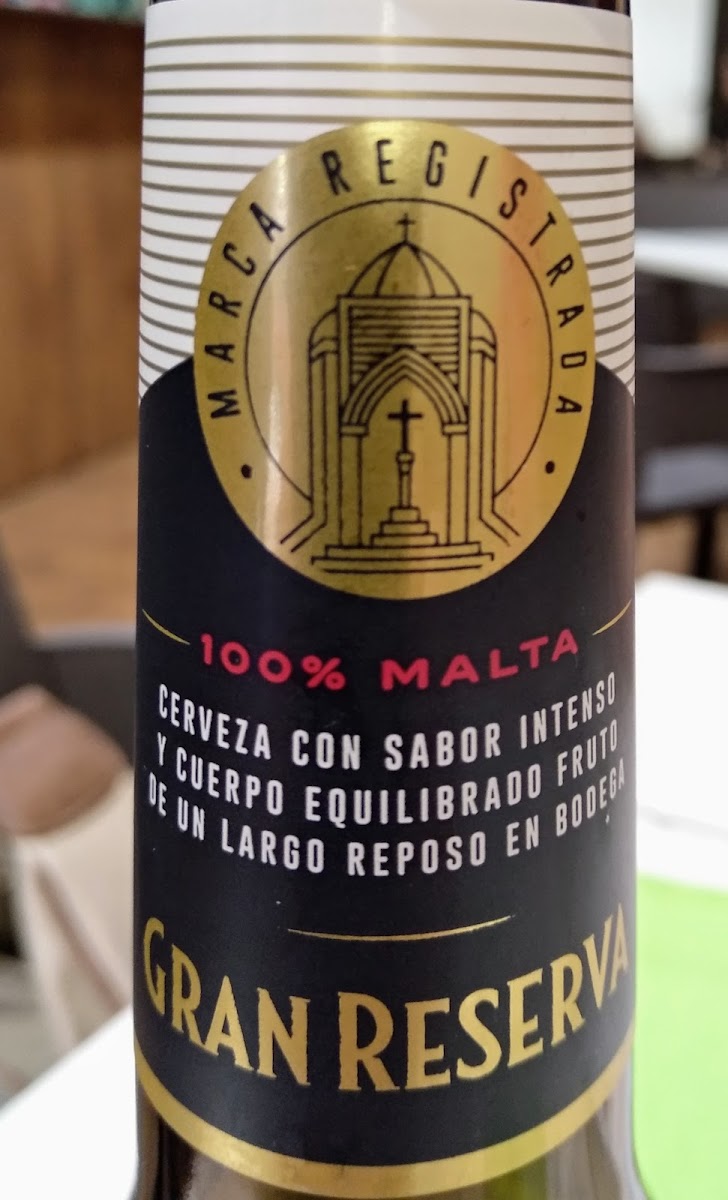 MARCA REGISTRADA
100% MALTA
CERVEZA CON SABOR INTENSO
Y CUERPO EQUILIBRADO FRUTO
DE UN LARGO REPOSO EN BODEGA
GRAN RESERVA